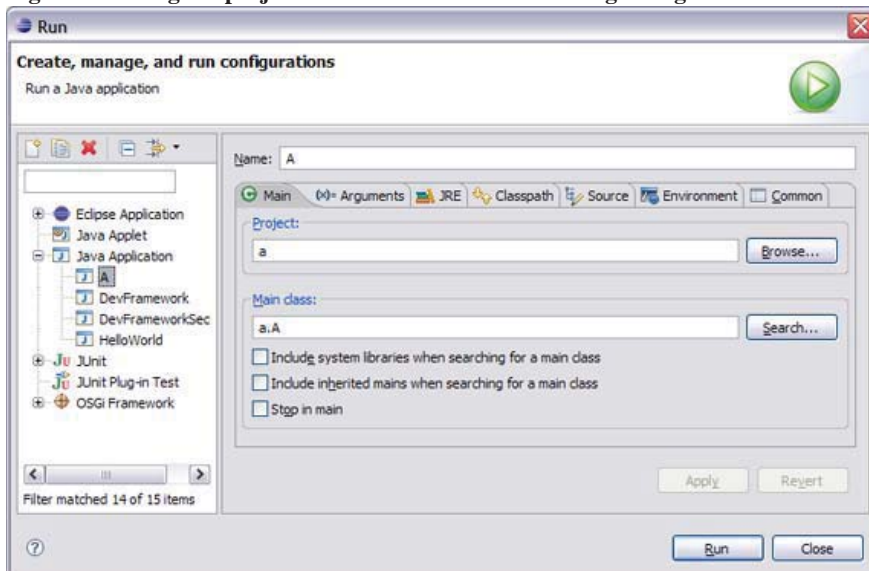 Run
Create, manage, and run configurations
Run a Java application
Name: A
Main
(x)= Arguments
JRE
Classpath
Source
Environment
Common
Eclipse Application
Java Applet
Java Application
A
DevFramework
DevFrameworkSec
HelloWorld
JUnit
JUnit Plug-in Test
OSGi Framework
Filter matched 14 of 15 items
Project:
a
Browse...
Main class:
a.A
Search...
Include system libraries when searching for a main class
Include inherited mains when searching for a main class
Stop in main
Apply
Revert
Run
Close